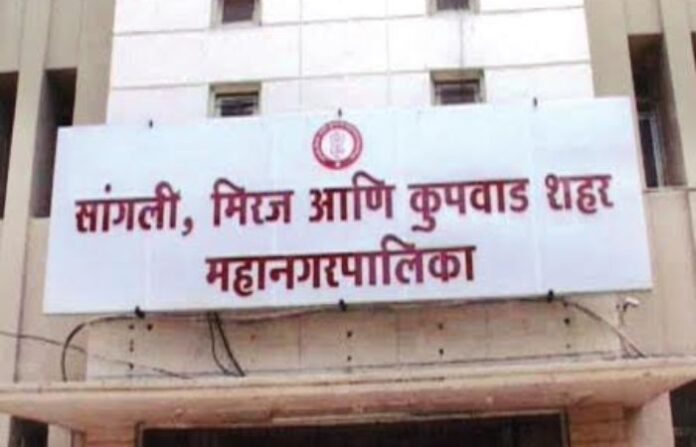 सांगली, मिरज आणि कुपवाड शहर
महानगरपालिका